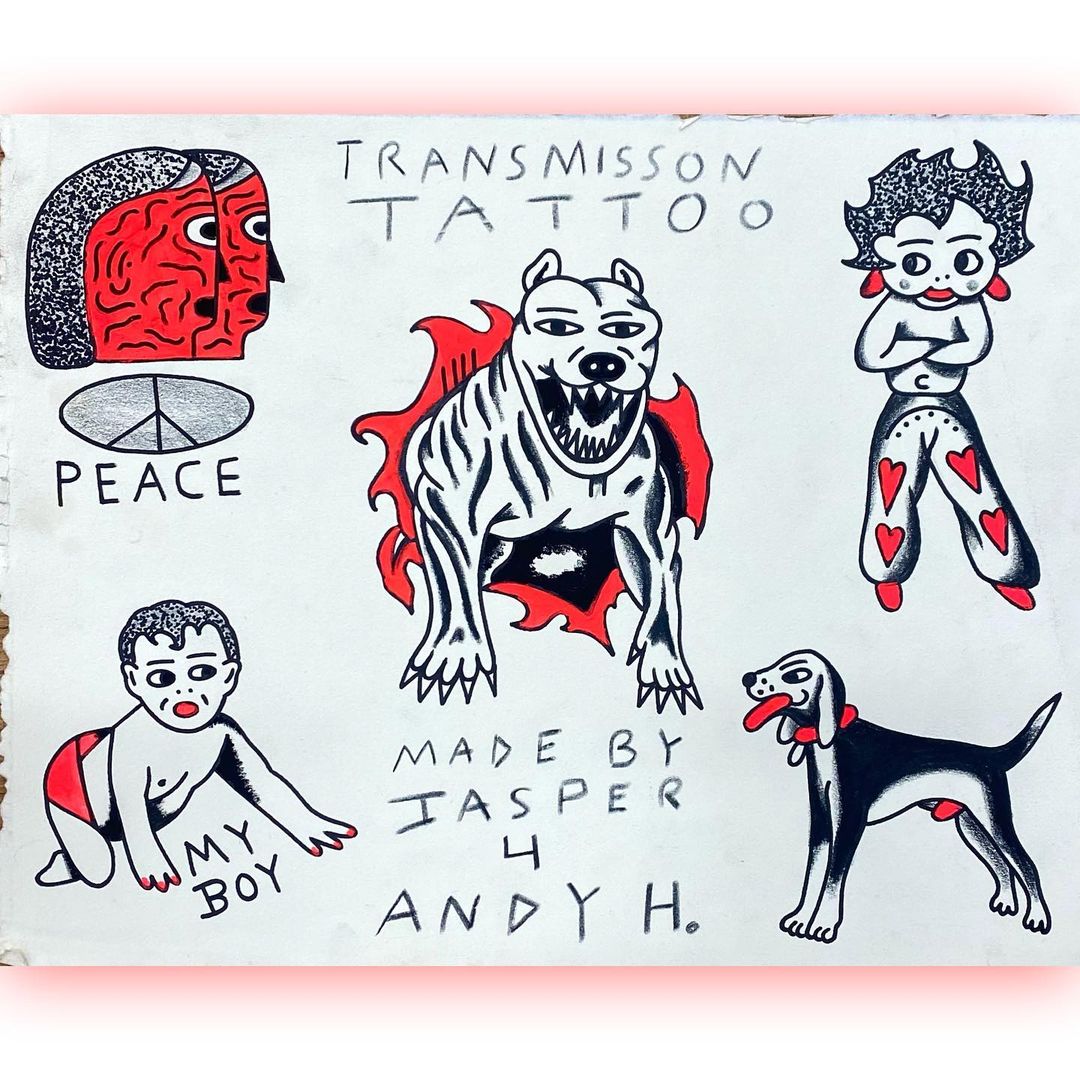 TRANSMISSON
TATTOO
PEACE
MY
BOY
MADE BY
JASPER
4
ANDY H.